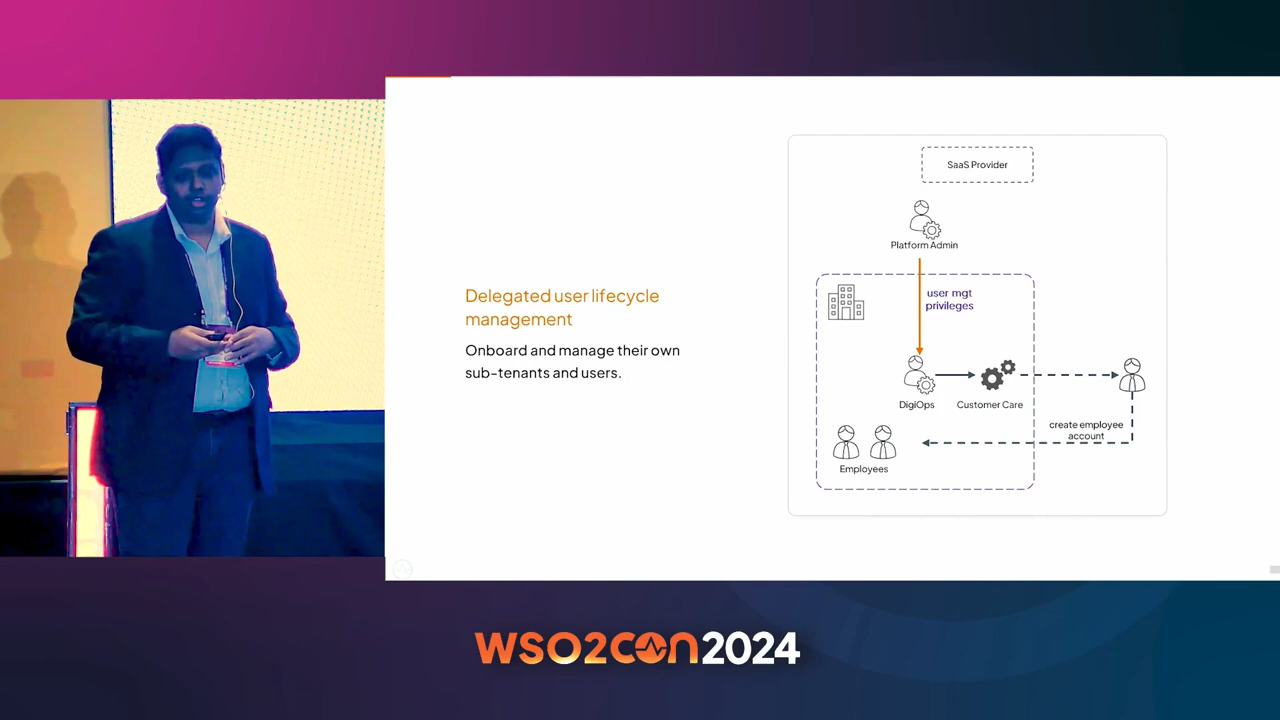 SaaS Provider
Platform Admin
user mgt
privileges
Delegated user lifecycle
management
Onboard and manage their own
sub-tenants and users.
DigiOps
Customer Care
create employee
account
Employees
WSO2CON2024